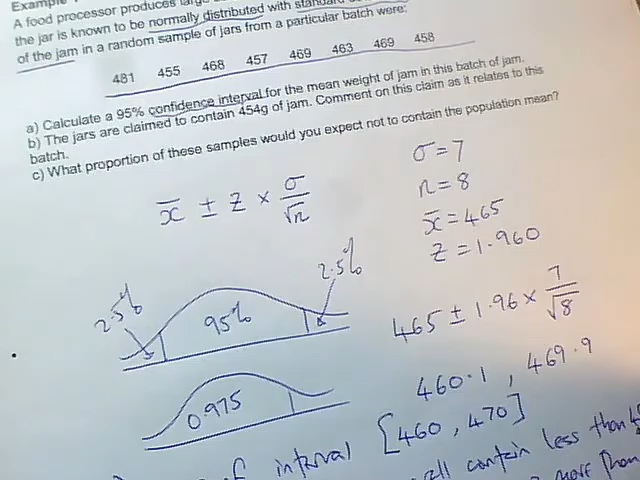 Example
A food processor produces large
the jar is known to be normally distributed with standard
of the jam in a random sample of jars from a particular batch were:
481 455 468 457 469 463 469 458
a) Calculate a 95% confidence interval for the mean weight of jam in this batch of jam.
b) The jars are claimed to contain 454g of jam. Comment on this claim as it relates to this
batch.
c) What proportion of these samples would you expect not to contain the population mean?
x̄ ± z × σ/√n
σ = 7
n = 8
x̄ = 465
z = 1.960
2.5% 95% 2.5%
465 ± 1.96 × 7/√8
460.1 , 469.9
0.975
of interval [460, 470]
all contain less than
more than